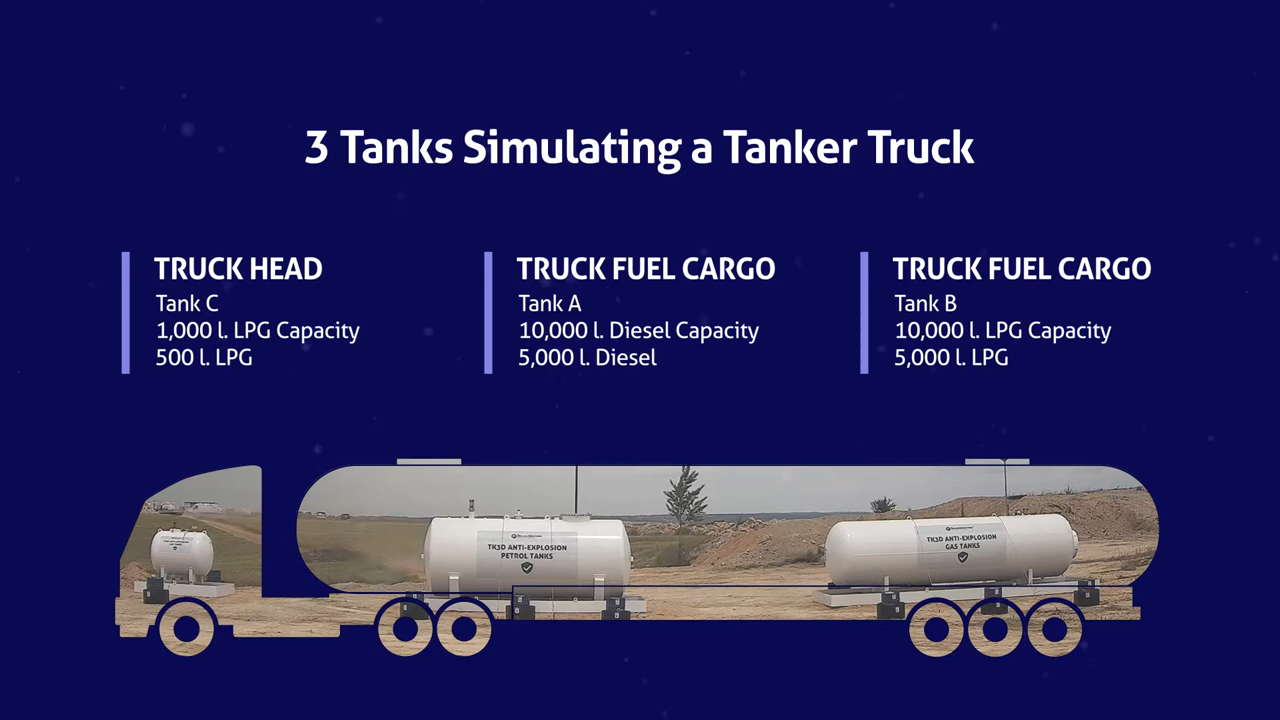 3 Tanks Simulating a Tanker Truck
TRUCK HEAD
Tank C
1,000 l. LPG Capacity
500 l. LPG
TRUCK FUEL CARGO
Tank A
10,000 l. Diesel Capacity
5,000 l. Diesel
TRUCK FUEL CARGO
Tank B
10,000 l. LPG Capacity
5,000 l. LPG
TK3D ANTI-EXPLOSION
PETROL TANKS
TK3D ANTI-EXPLOSION
GAS TANKS